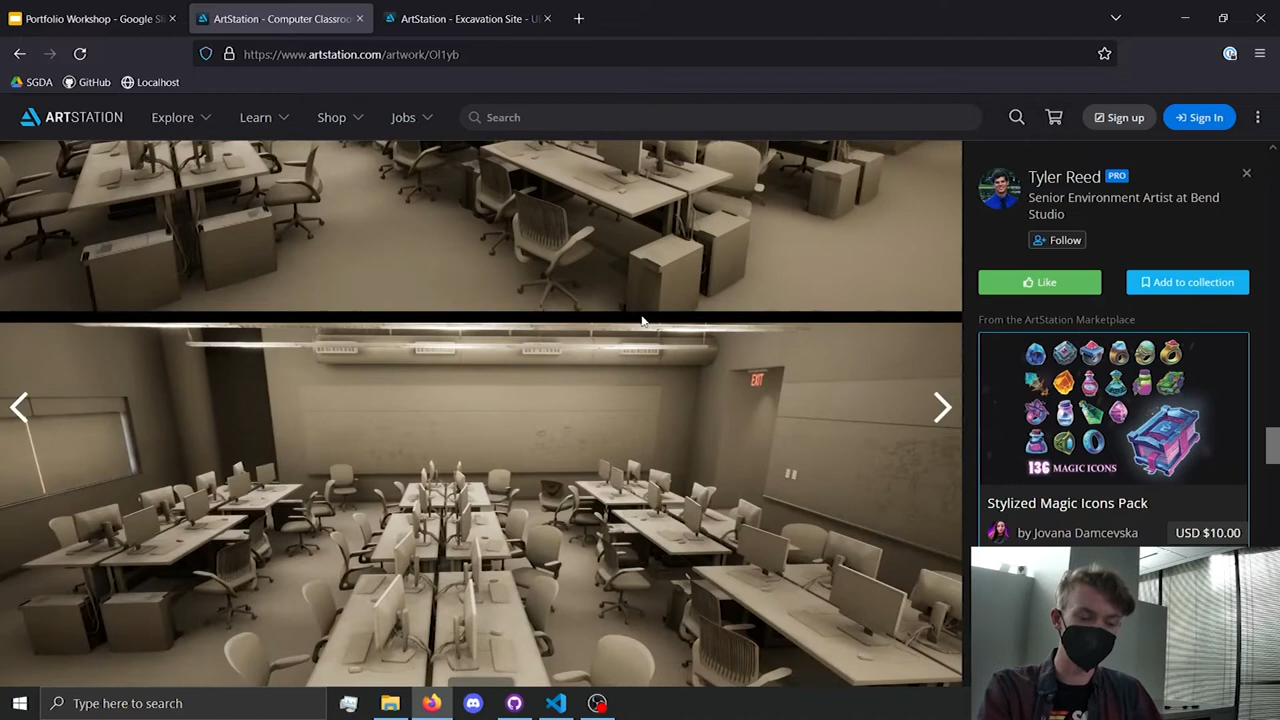 Portfolio Workshop - Google Sl
ArtStation - Computer Classroo
ArtStation - Excavation Site - U
https://www.artstation.com/artwork/Ol1yb
SGDA
GitHub
Localhost
ARTSTATION
Explore
Learn
Shop
Jobs
Search
Sign up
Sign In
Tyler Reed PRO
Senior Environment Artist at Bend
Studio
Follow
Like
Add to collection
From the ArtStation Marketplace
136 MAGIC ICONS
Stylized Magic Icons Pack
by Jovana Damcevska
USD $10.00
EXIT
Type here to search